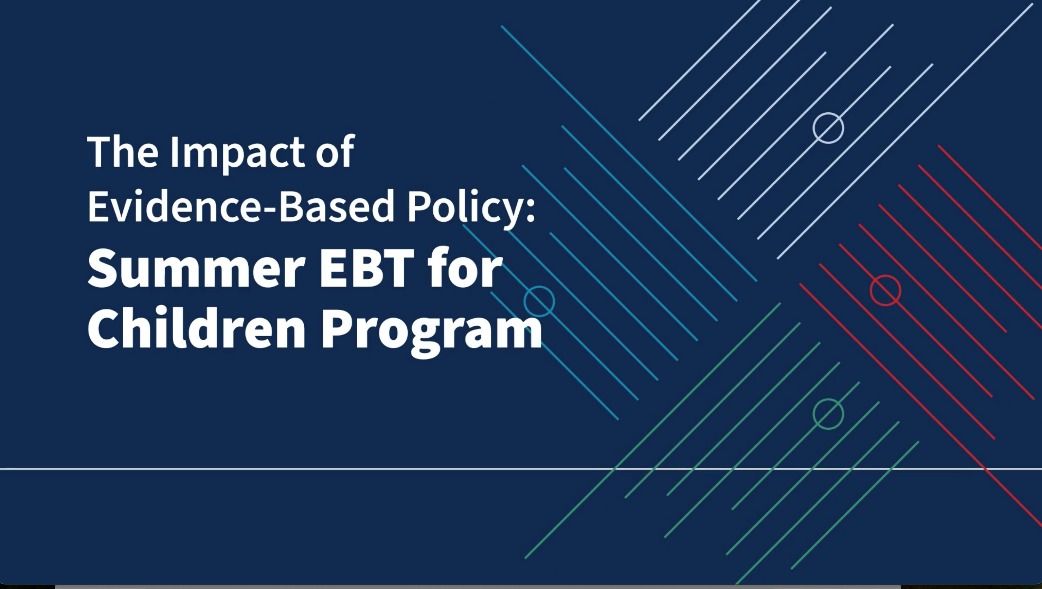 The Impact of
Evidence-Based Policy:
Summer EBT for
Children Program